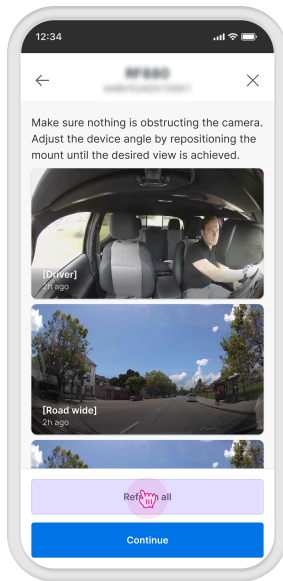 12:34
Make sure nothing is obstructing the camera.
Adjust the device angle by repositioning the
mount until the desired view is achieved.
[Driver]
2h ago
[Road wide]
2h ago
all
Continue